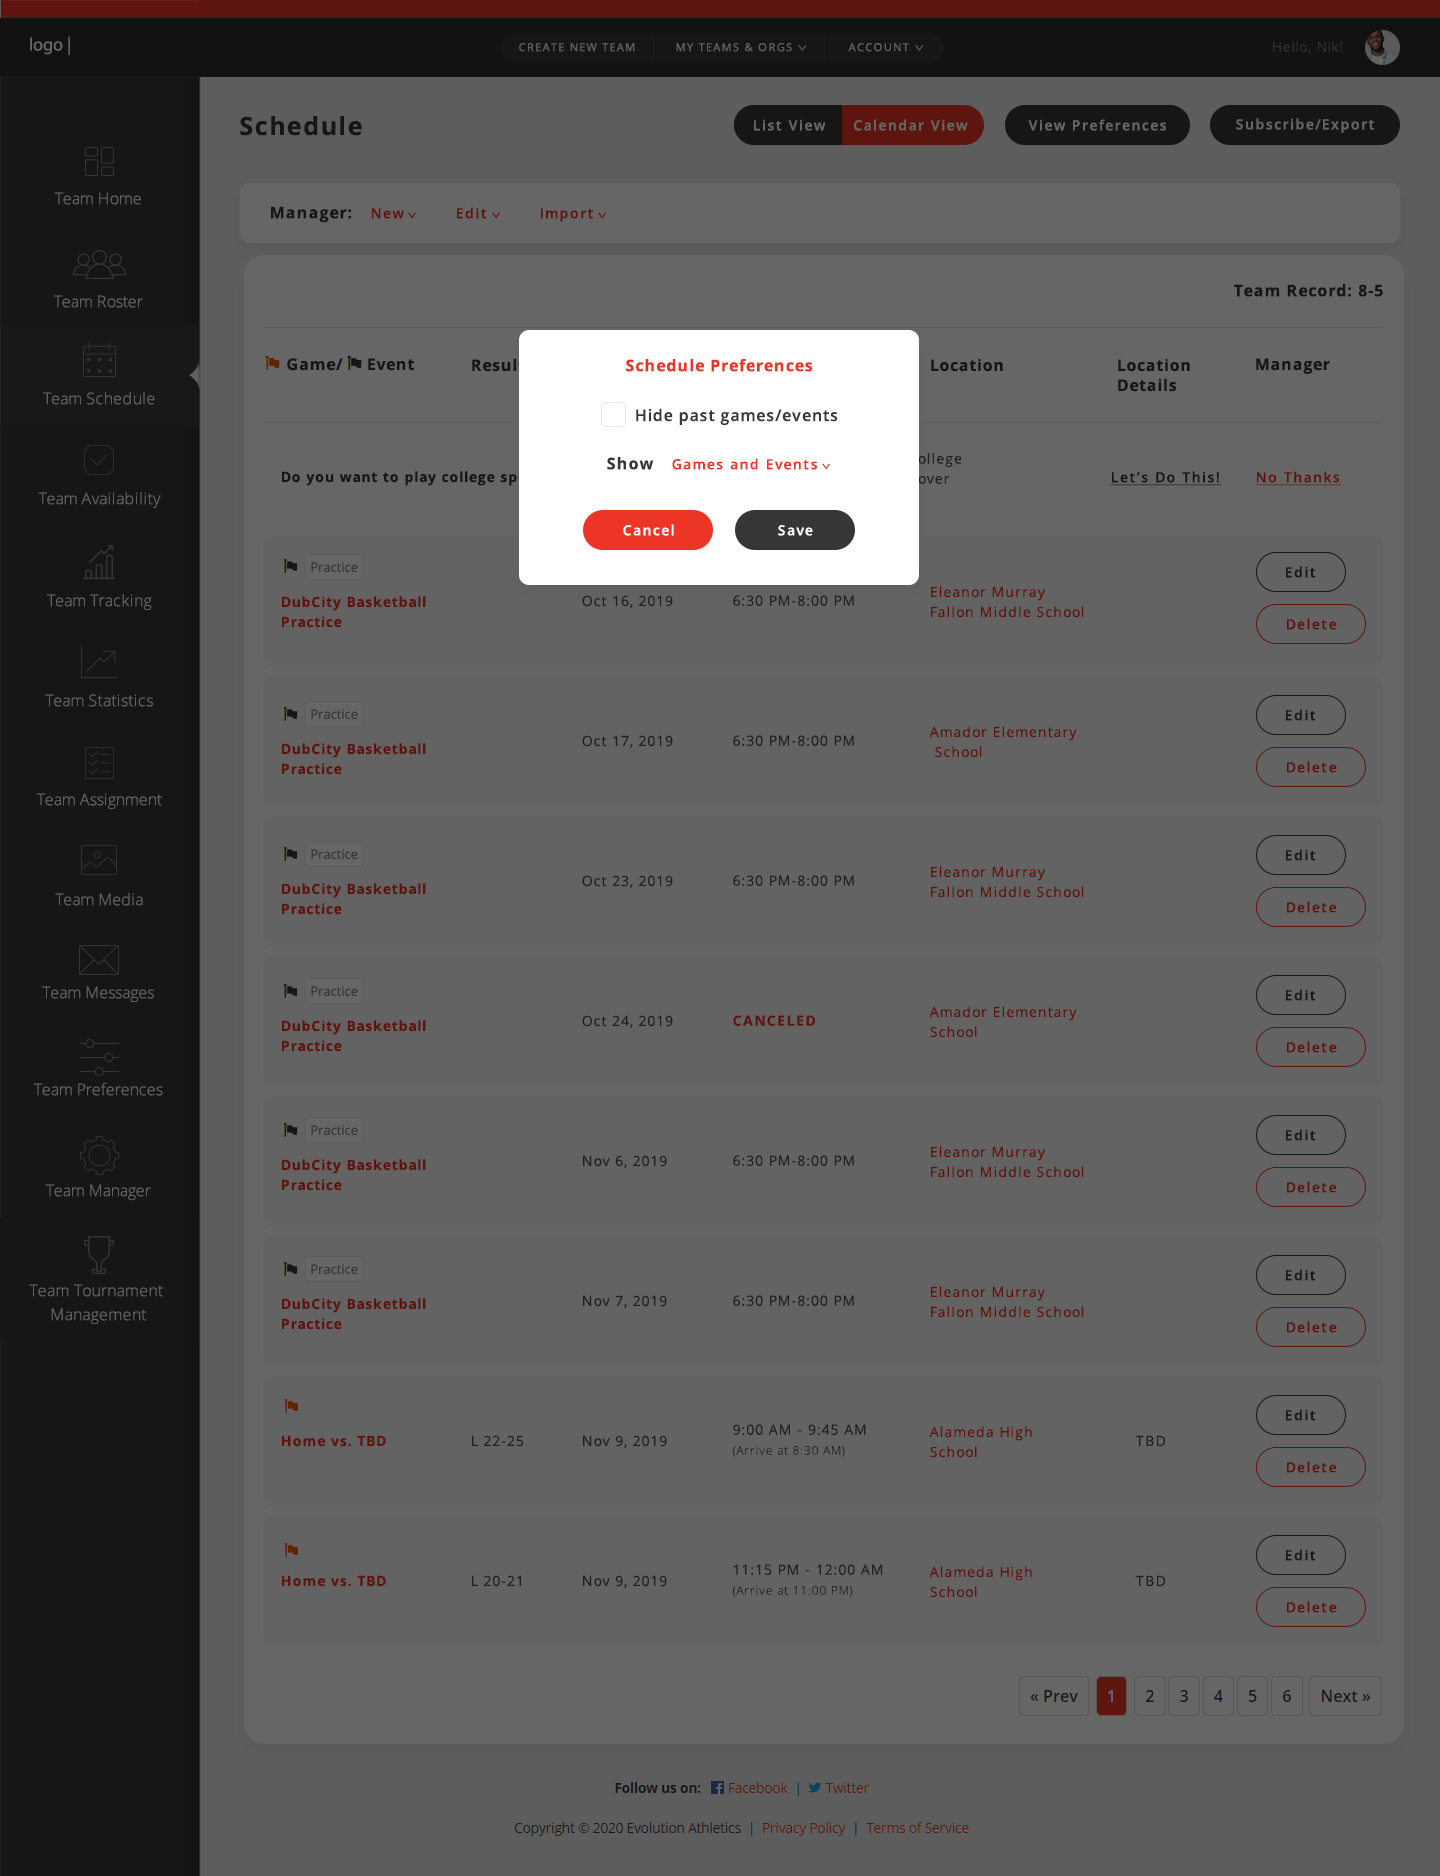 logo |
CREATE NEW TEAM
MY TEAMS & ORGS
ACCOUNT
Hello, Nik!
Team Home
Team Roster
Team Schedule
Team Availability
Team Tracking
Team Statistics
Team Assignment
Team Media
Team Messages
Team Preferences
Team Manager
Team Tournament
Management
Schedule
List View
Calendar View
View Preferences
Subscribe/Export
Manager: New Edit Import
Team Record: 8-5
Game/ Event
Resul
Location
Location
Details
Manager
Schedule Preferences
Hide past games/events
Show Games and Events
Cancel
Save
Do you want to play college sp
ollege
over
Let's Do This!
No Thanks
Practice
DubCity Basketball
Practice
Oct 16, 2019
6:30 PM-8:00 PM
Eleanor Murray
Fallon Middle School
Edit
Delete
Practice
DubCity Basketball
Practice
Oct 17, 2019
6:30 PM-8:00 PM
Amador Elementary
School
Edit
Delete
Practice
DubCity Basketball
Practice
Oct 23, 2019
6:30 PM-8:00 PM
Eleanor Murray
Fallon Middle School
Edit
Delete
Practice
DubCity Basketball
Practice
Oct 24, 2019
CANCELED
Amador Elementary
School
Edit
Delete
Practice
DubCity Basketball
Practice
Nov 6, 2019
6:30 PM-8:00 PM
Eleanor Murray
Fallon Middle School
Edit
Delete
Practice
DubCity Basketball
Practice
Nov 7, 2019
6:30 PM-8:00 PM
Eleanor Murray
Fallon Middle School
Edit
Delete
Home vs. TBD
L 22-25
Nov 9, 2019
9:00 AM - 9:45 AM
(Arrive at 8:30 AM)
Alameda High
School
TBD
Edit
Delete
Home vs. TBD
L 20-21
Nov 9, 2019
11:15 PM - 12:00 AM
(Arrive at 11:00 PM)
Alameda High
School
TBD
Edit
Delete
« Prev 1 2 3 4 5 6 Next »
Follow us on: Facebook | Twitter
Copyright © 2020 Evolution Athletics | Privacy Policy | Terms of Service